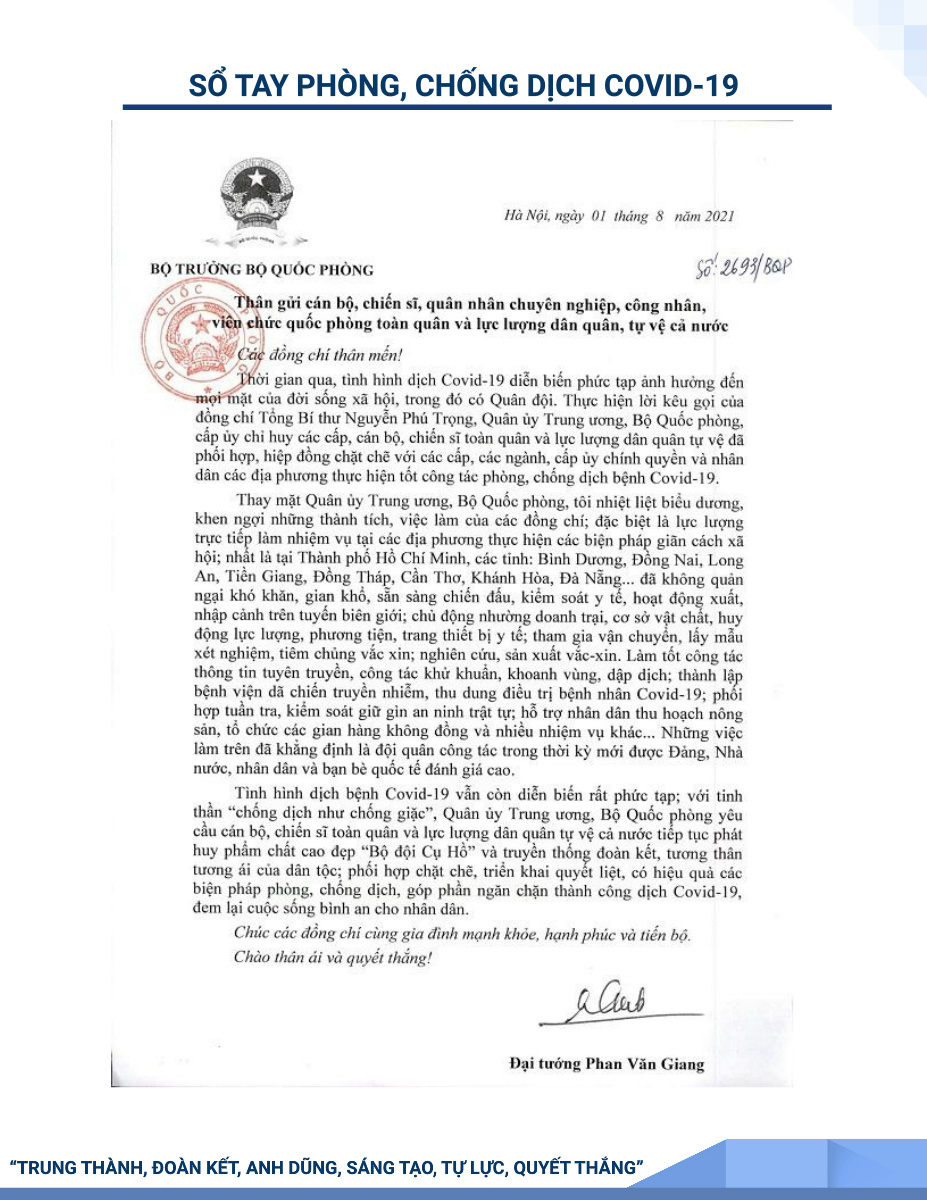 SỔ TAY PHÒNG, CHỐNG DỊCH COVID-19
BỘ QUỐC PHÒNG
Hà Nội, ngày 01 tháng 8 năm 2021
BỘ TRƯỞNG BỘ QUỐC PHÒNG
Số: 2693/BQP
BỘ QUỐC PHÒNG
Thân gửi cán bộ, chiến sĩ, quân nhân chuyên nghiệp, công nhân,
viên chức quốc phòng toàn quân và lực lượng dân quân, tự vệ cả nước
Các đồng chí thân mến!
Thời gian qua, tình hình dịch Covid-19 diễn biến phức tạp ảnh hưởng đến
mọi mặt của đời sống xã hội, trong đó có Quân đội. Thực hiện lời kêu gọi của
đồng chí Tổng Bí thư Nguyễn Phú Trọng, Quân ủy Trung ương, Bộ Quốc phòng,
cấp ủy chỉ huy các cấp, cán bộ, chiến sĩ toàn quân và lực lượng dân quân tự vệ đã
phối hợp, hiệp đồng chặt chẽ với các cấp, các ngành, cấp ủy chính quyền và nhân
dân các địa phương thực hiện tốt công tác phòng, chống dịch bệnh Covid-19.
Thay mặt Quân ủy Trung ương, Bộ Quốc phòng, tôi nhiệt liệt biểu dương,
khen ngợi những thành tích, việc làm của các đồng chí; đặc biệt là lực lượng
trực tiếp làm nhiệm vụ tại các địa phương thực hiện các biện pháp giãn cách xã
hội; nhất là tại Thành phố Hồ Chí Minh, các tỉnh: Bình Dương, Đồng Nai, Long
An, Tiền Giang, Đồng Tháp, Cần Thơ, Khánh Hòa, Đà Nẵng... đã không quản
ngại khó khăn, gian khổ, sẵn sàng chiến đấu, kiểm soát y tế, hoạt động xuất,
nhập cảnh trên tuyến biên giới; chủ động nhường doanh trại, cơ sở vật chất, huy
động lực lượng, phương tiện, trang thiết bị y tế; tham gia vận chuyển, lấy mẫu
xét nghiệm, tiêm chủng vắc xin; nghiên cứu, sản xuất vắc-xin. Làm tốt công tác
thông tin tuyên truyền, công tác khử khuẩn, khoanh vùng, dập dịch; thành lập
bệnh viện dã chiến truyền nhiễm, thu dung điều trị bệnh nhân Covid-19; phối
hợp tuần tra, kiểm soát giữ gìn an ninh trật tự; hỗ trợ nhân dân thu hoạch nông
sản, tổ chức các gian hàng không đồng và nhiều nhiệm vụ khác... Những việc
làm trên đã khẳng định là đội quân công tác trong thời kỳ mới được Đảng, Nhà
nước, nhân dân và bạn bè quốc tế đánh giá cao.
Tình hình dịch bệnh Covid-19 vẫn còn diễn biến rất phức tạp; với tinh
thần “chống dịch như chống giặc”, Quân ủy Trung ương, Bộ Quốc phòng yêu
cầu cán bộ, chiến sĩ toàn quân và lực lượng dân quân tự vệ cả nước tiếp tục phát
huy phẩm chất cao đẹp “Bộ đội Cụ Hồ” và truyền thống đoàn kết, tương thân
tương ái của dân tộc; phối hợp chặt chẽ, triển khai quyết liệt, có hiệu quả các
biện pháp phòng, chống dịch, góp phần ngăn chặn thành công dịch Covid-19,
đem lại cuộc sống bình an cho nhân dân.
Chúc các đồng chí cùng gia đình mạnh khỏe, hạnh phúc và tiến bộ.
Chào thân ái và quyết thắng!
Đại tướng Phan Văn Giang
“TRUNG THÀNH, ĐOÀN KẾT, ANH DŨNG, SÁNG TẠO, TỰ LỰC, QUYẾT THẮNG”